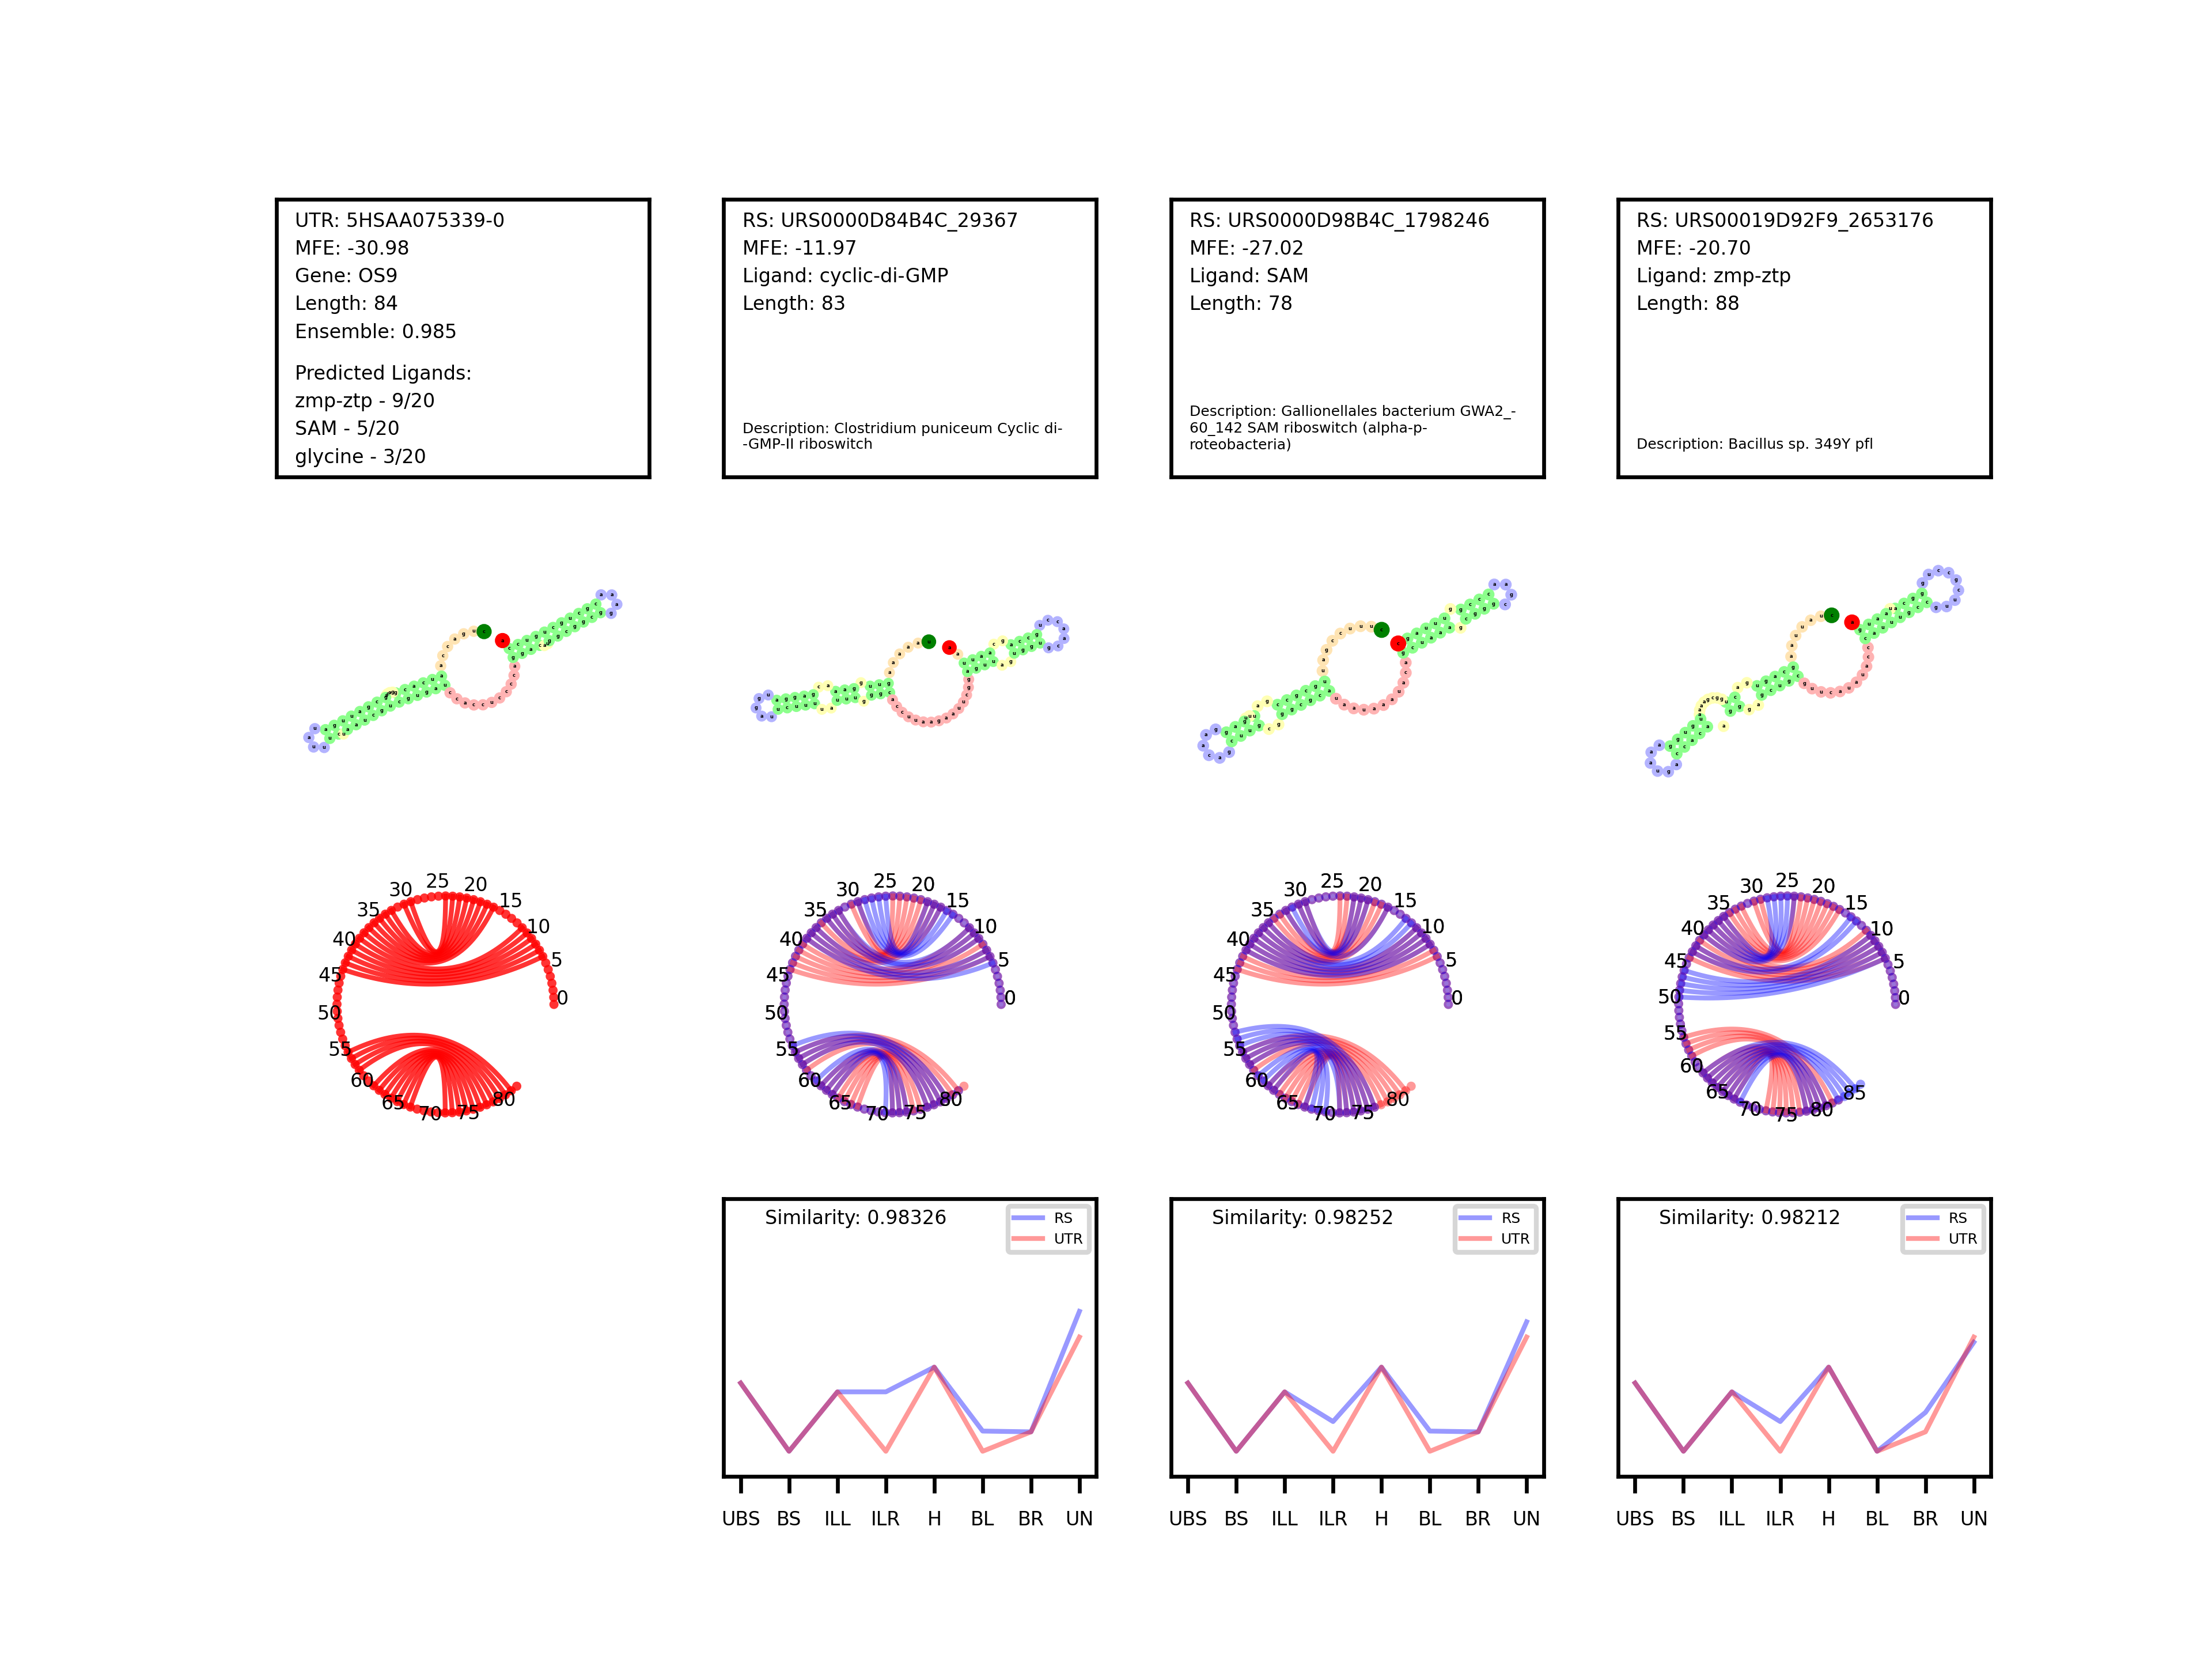 UTR: 5HSAA075339-0
MFE: -30.98
Gene: OS9
Length: 84
Ensemble: 0.985
Predicted Ligands:
zmp-ztp - 9/20
SAM - 5/20
glycine - 3/20
RS: URS0000D84B4C_29367
MFE: -11.97
Ligand: cyclic-di-GMP
Length: 83
Description: Clostridium puniceum Cyclic di-
-GMP-II riboswitch
RS: URS0000D98B4C_1798246
MFE: -27.02
Ligand: SAM
Length: 78
Description: Gallionellales bacterium GWA2_-
60_142 SAM riboswitch (alpha-p-
roteobacteria)
RS: URS00019D92F9_2653176
MFE: -20.70
Ligand: zmp-ztp
Length: 88
Description: Bacillus sp. 349Y pfl
0 5 10 15 20 25 30 35 40 45 50 55 60 65 70 75 80
0 5 10 15 20 25 30 35 40 45 50 55 60 65 70 75 80
0 5 10 15 20 25 30 35 40 45 50 55 60 65 70 75 80
0 5 10 15 20 25 30 35 40 45 50 55 60 65 70 75 80 85
Similarity: 0.98326
RS
UTR
UBS BS ILL ILR H BL BR UN
Similarity: 0.98252
RS
UTR
UBS BS ILL ILR H BL BR UN
Similarity: 0.98212
RS
UTR
UBS BS ILL ILR H BL BR UN